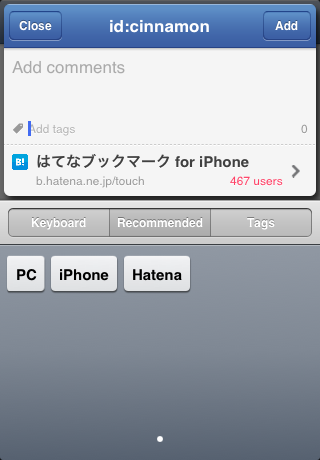 Close id:cinnamon Add
Add comments
Add tags 0
B! はてなブックマーク for iPhone
b.hatena.ne.jp/touch 467 users
Keyboard Recommended Tags
PC iPhone Hatena